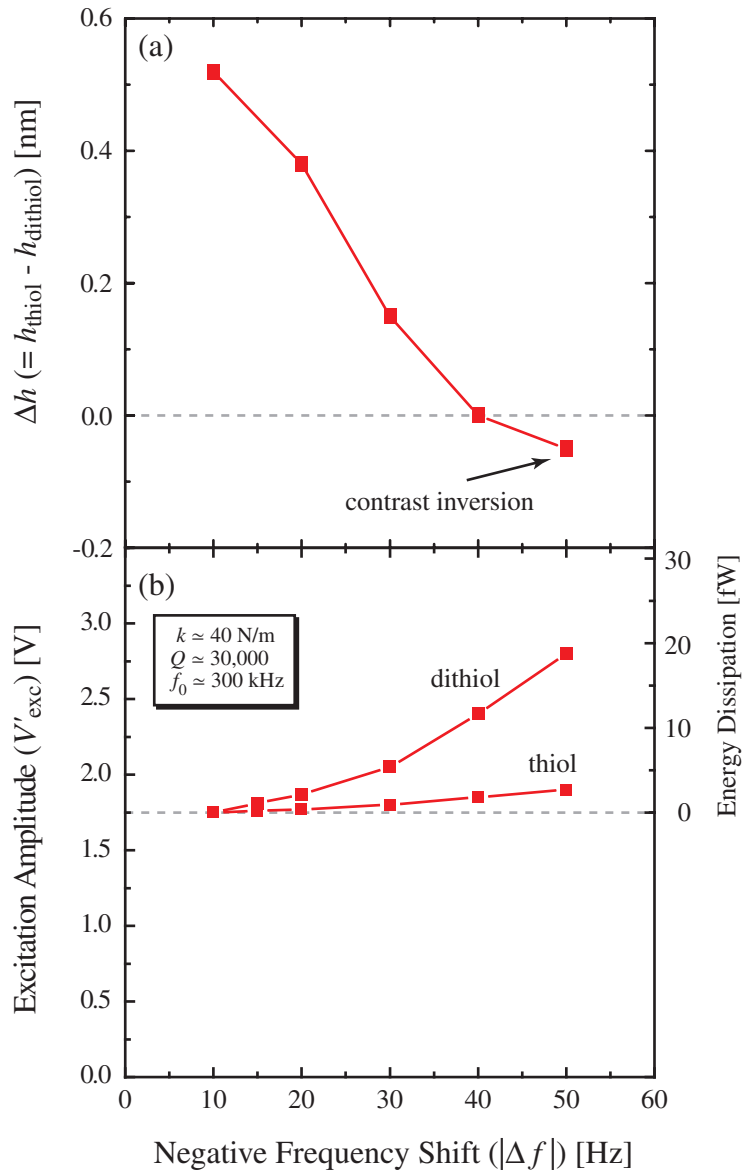 (a)
0.6
0.4
0.2
0.0
-0.2
Δh (= h_thiol - h_dithiol) [nm]
contrast inversion
(b)
k ≃ 40 N/m
Q ≃ 30,000
f_0 ≃ 300 kHz
dithiol
thiol
3.0
2.5
2.0
1.5
1.0
0.5
0.0
Excitation Amplitude (V'_exc) [V]
30
20
10
0
Energy Dissipation [fW]
0 10 20 30 40 50 60
Negative Frequency Shift (|Δf|) [Hz]